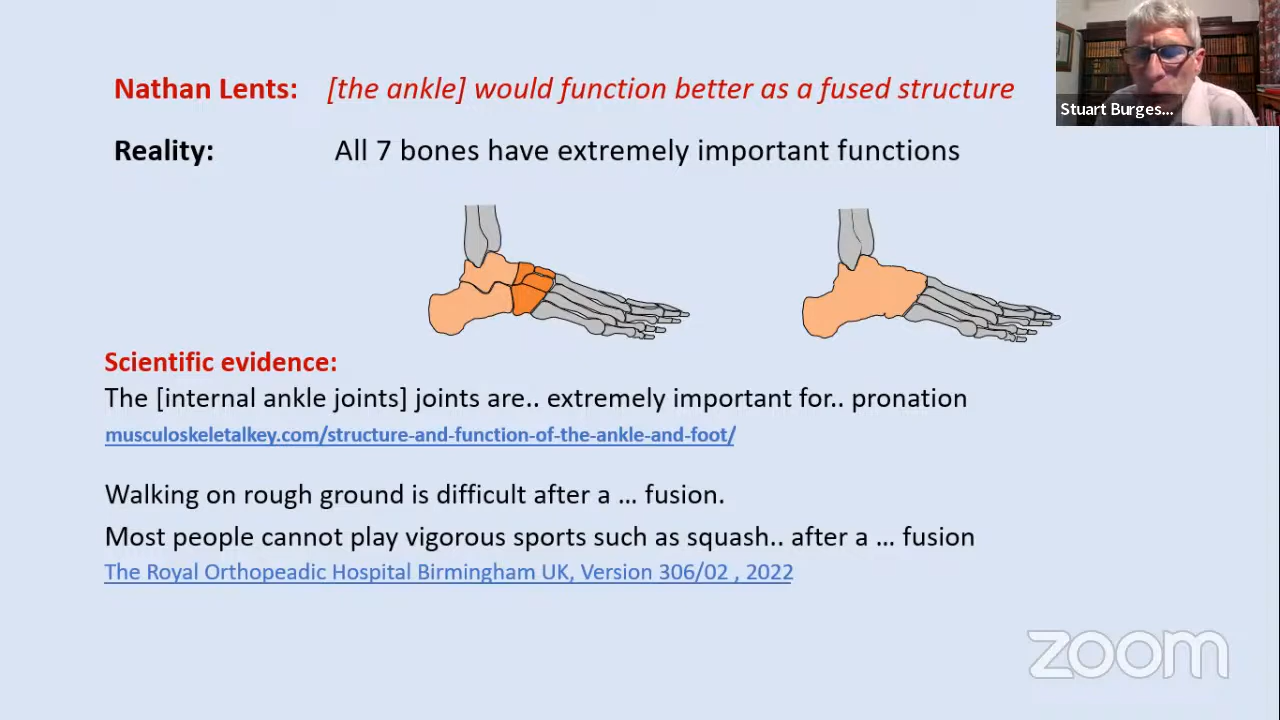 Nathan Lents: [the ankle] would function better as a fused structure
Stuart Burges...
Reality: All 7 bones have extremely important functions
Scientific evidence:
The [internal ankle joints] joints are.. extremely important for.. pronation
musculoskeletalkey.com/structure-and-function-of-the-ankle-and-foot/
Walking on rough ground is difficult after a ... fusion.
Most people cannot play vigorous sports such as squash.. after a ... fusion
The Royal Orthopeadic Hospital Birmingham UK, Version 306/02 , 2022
zoom